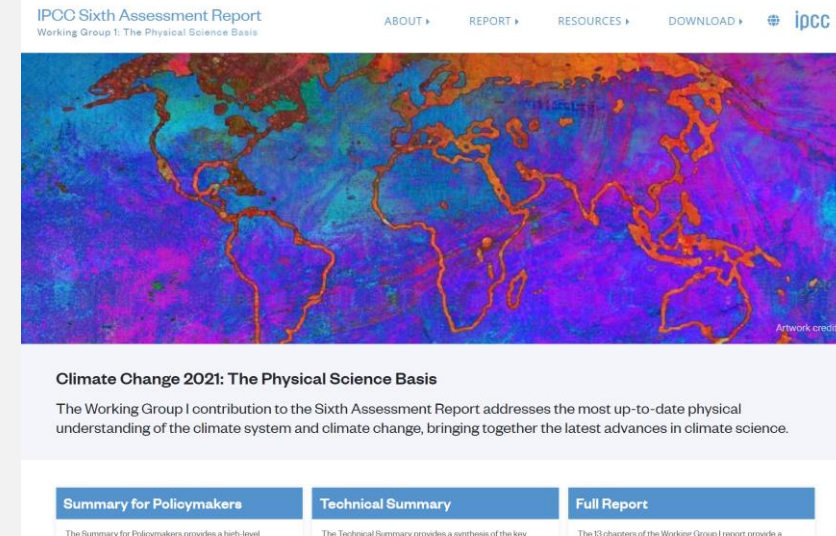 IPCC Sixth Assessment Report
Working Group 1: The Physical Science Basis
ABOUT REPORT RESOURCES DOWNLOAD ipcc
Artwork credit
Climate Change 2021: The Physical Science Basis
The Working Group I contribution to the Sixth Assessment Report addresses the most up-to-date physical
understanding of the climate system and climate change, bringing together the latest advances in climate science.
Summary for Policymakers
The Summary for Policymakers provides a high-level
Technical Summary
The Technical Summary provides a synthesis of the key
Full Report
The 13 chapters of the Working Group I report provide a